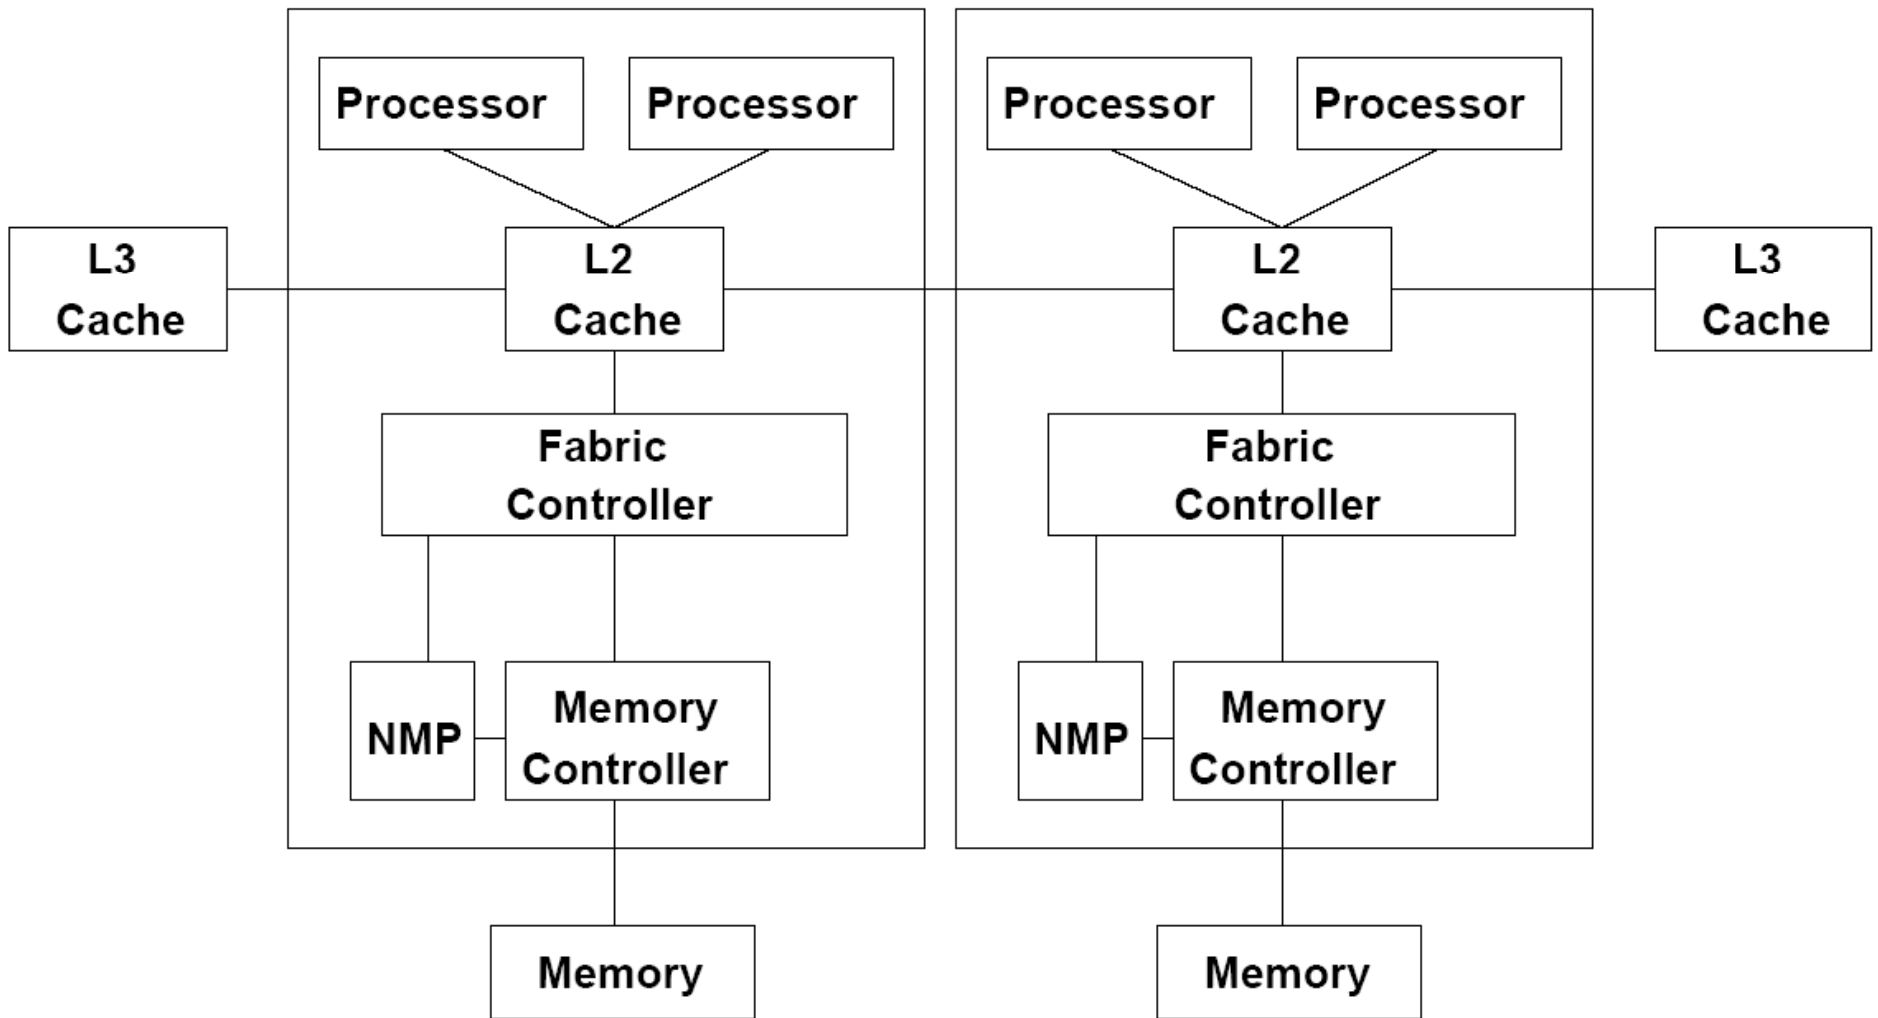 Processor
Processor
Processor
Processor
L3
Cache
L2
Cache
L2
Cache
L3
Cache
Fabric
Controller
Fabric
Controller
NMP
Memory
Controller
NMP
Memory
Controller
Memory
Memory